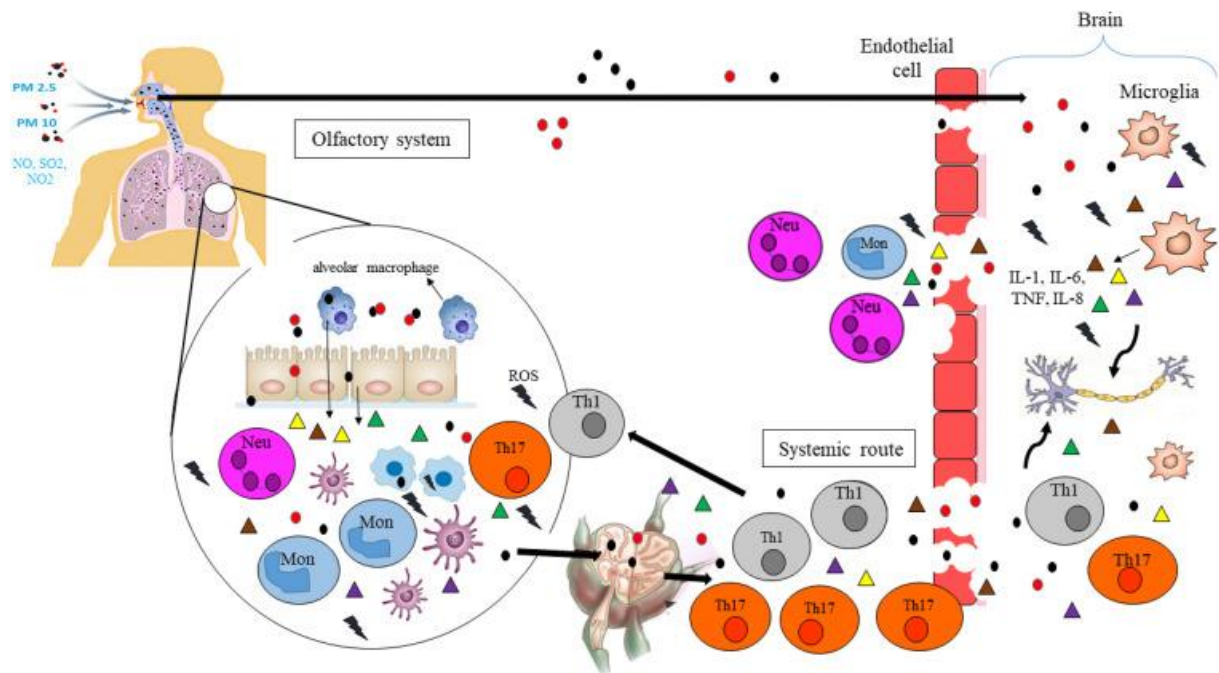 Brain
Endothelial
cell
PM 2.5
Microglia
PM 10
Olfactory system
NO, SO2,
NO2
Neu
Mon
alveolar macrophage
IL-1, IL-6,
TNF, IL-8
Neu
ROS
Th1
Neu
Th17
Systemic route
Th1
Th1
Mon
Th1
Mon
Th17
Th17
Th17
Th17